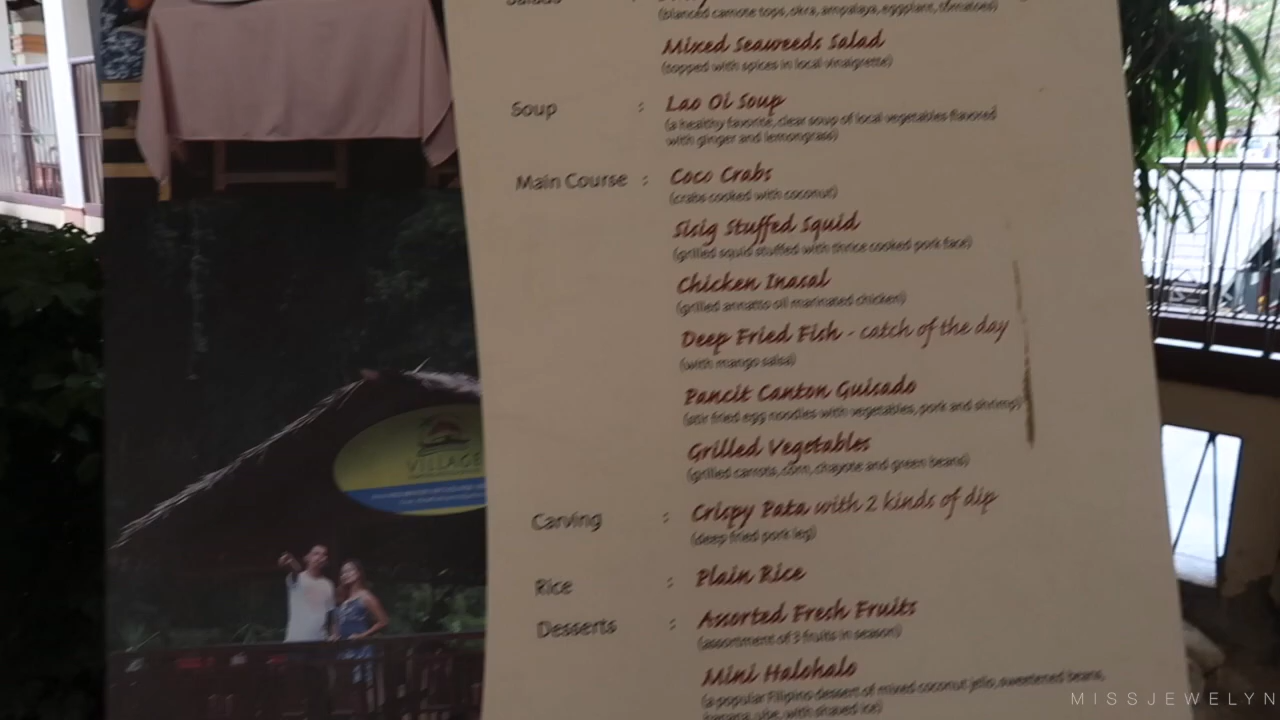 (blanced camote tops, okra, ampalaya, eggplant, tomatoes)
Mixed Seaweeds Salad
(topped with spices in local vinaigrette)
Soup : Lao Oi Soup
(a healthy favorite, clear soup of local vegetables flavored
with ginger and lemongrass)
Main Course : Coco Crabs
(crabs cooked with coconut)
Sisig Stuffed Squid
(grilled squid stuffed with thrice cooked pork face)
Chicken Inasal
(grilled annatto oil marinated chicken)
Deep Fried Fish - catch of the day
(with mango salsa)
Pancit Canton Guisado
(stir fried egg noodles with vegetables, pork and shrimp)
Grilled Vegetables
(grilled carrots, corn, chayote and green beans)
Carving : Crispy Pata with 2 kinds of dip
(deep fried pork leg)
Rice : Plain Rice
Desserts : Assorted Fresh Fruits
(assortment of 3 fruits in season)
Mini Halohalo
(a popular Filipino dessert of mixed coconut jello, sweetened beans,
banana, ube, with shaved ice)
VILLAGE
MISSJEWELYN